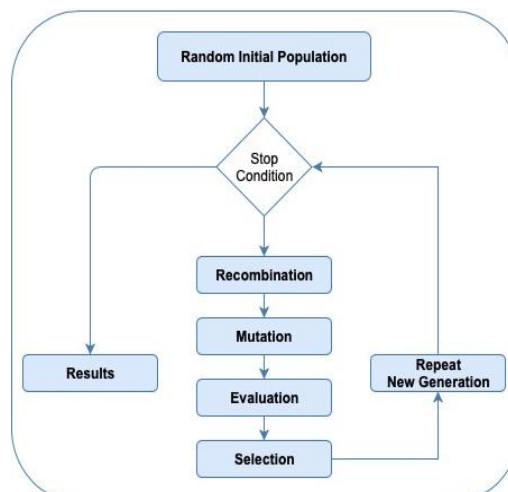 Random Initial Population
Stop
Condition
Recombination
Mutation
Results
Repeat
New Generation
Evaluation
Selection